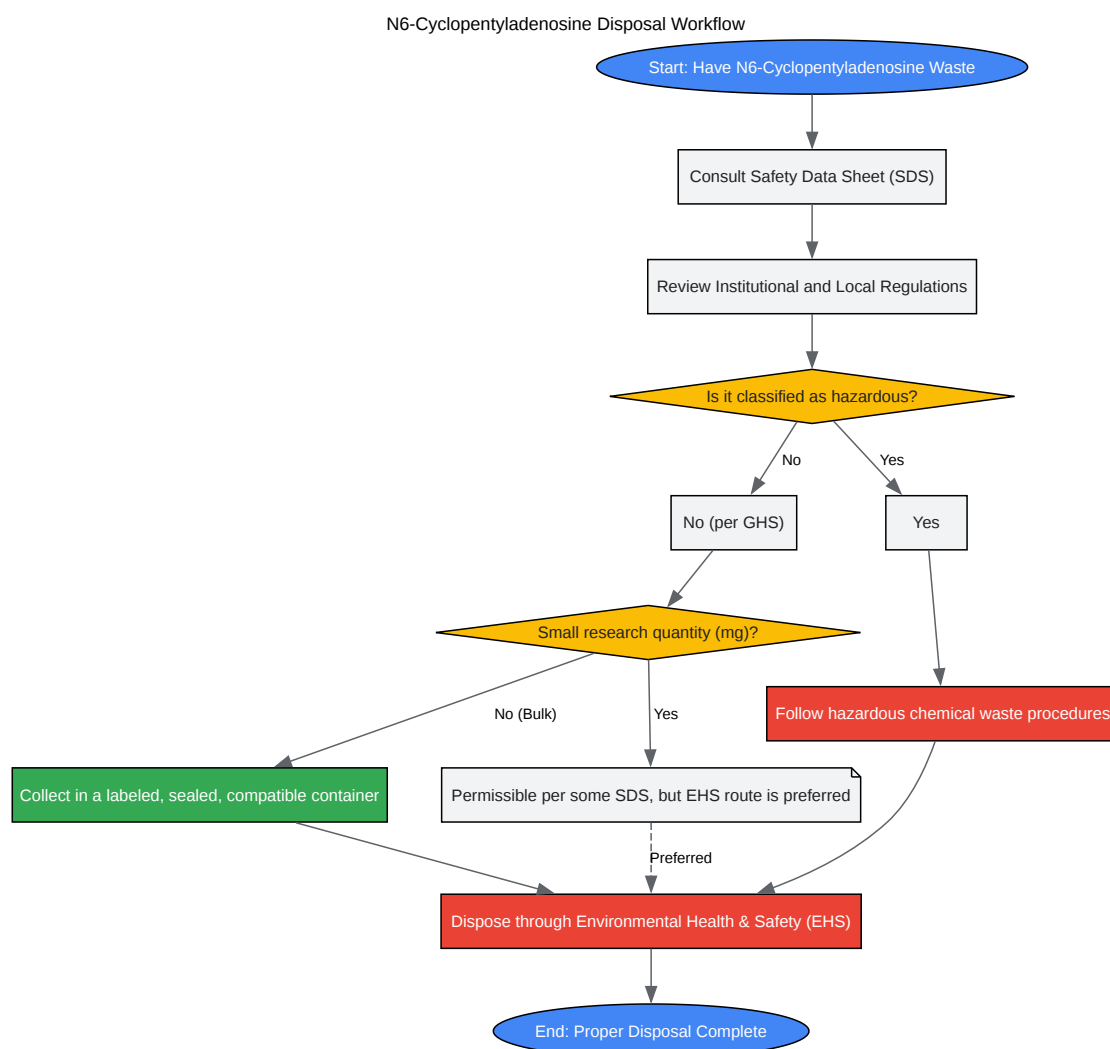 N6-Cyclopentyladenosine Disposal Workflow
Start: Have N6-Cyclopentyladenosine Waste
Consult Safety Data Sheet (SDS)
Review Institutional and Local Regulations
Is it classified as hazardous?
No
Yes
No (per GHS)
Yes
Small research quantity (mg)?
No (Bulk)
Yes
Follow hazardous chemical waste procedures
Collect in a labeled, sealed, compatible container
Permissible per some SDS, but EHS route is preferred
Preferred
Dispose through Environmental Health & Safety (EHS)
End: Proper Disposal Complete